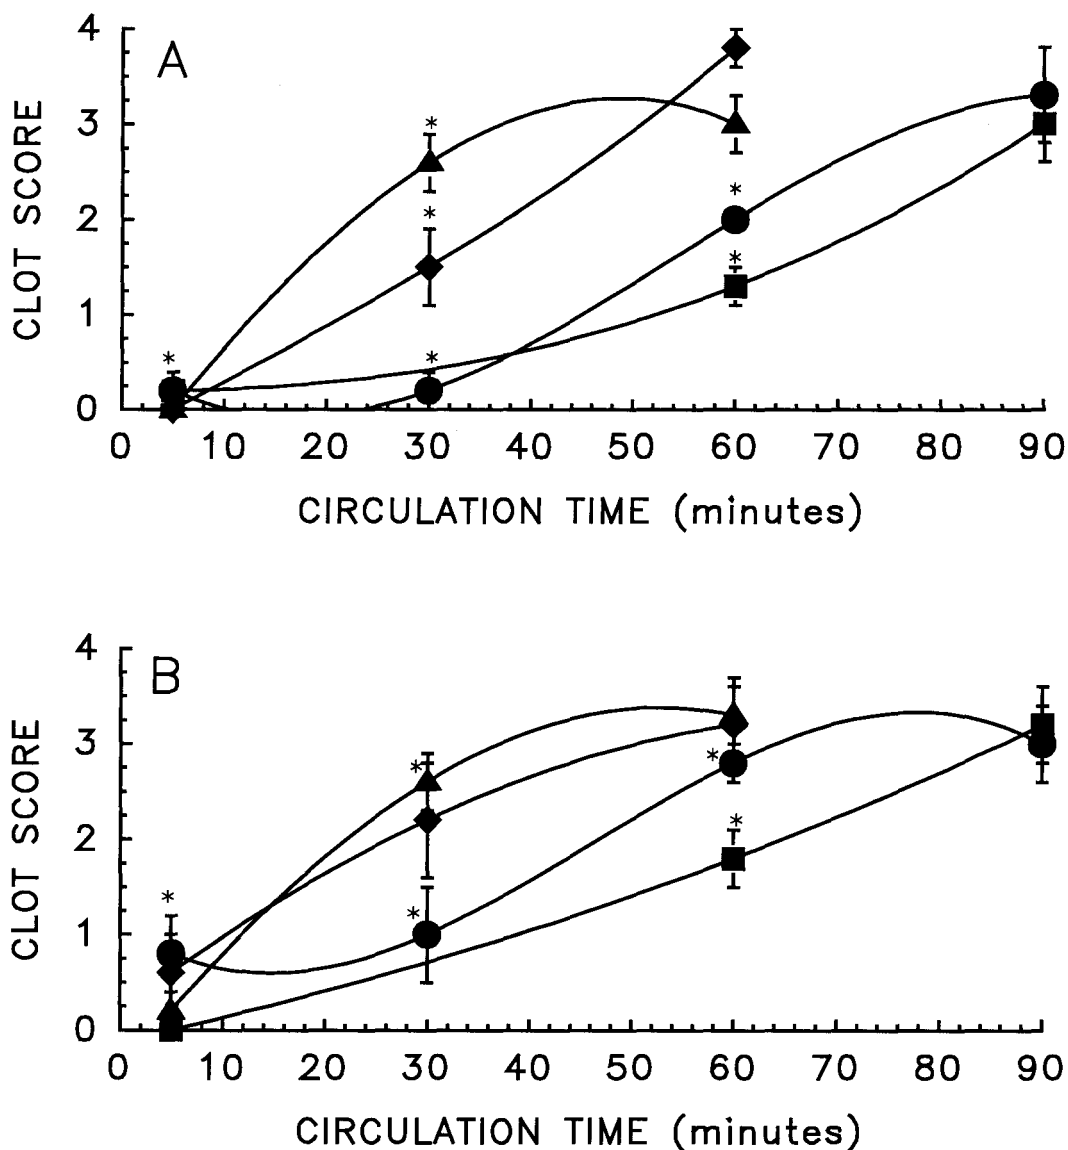 A
4
3
2
1
0
CLOT SCORE
* * * * * *
0 10 20 30 40 50 60 70 80 90
CIRCULATION TIME (minutes)
B
4
3
2
1
0
CLOT SCORE
* * * * *
0 10 20 30 40 50 60 70 80 90
CIRCULATION TIME (minutes)